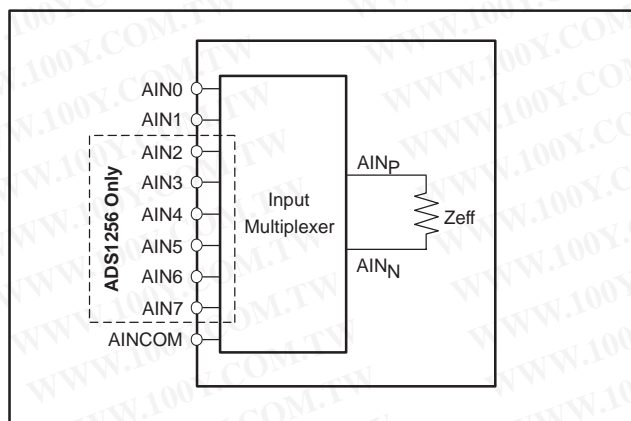 AIN0
AIN1
AIN2
AIN3
AIN4
AIN5
AIN6
AIN7
AINCOM
ADS1256 Only
Input
Multiplexer
AINP
Zeff
AINN
WWW.100Y.COM.TW